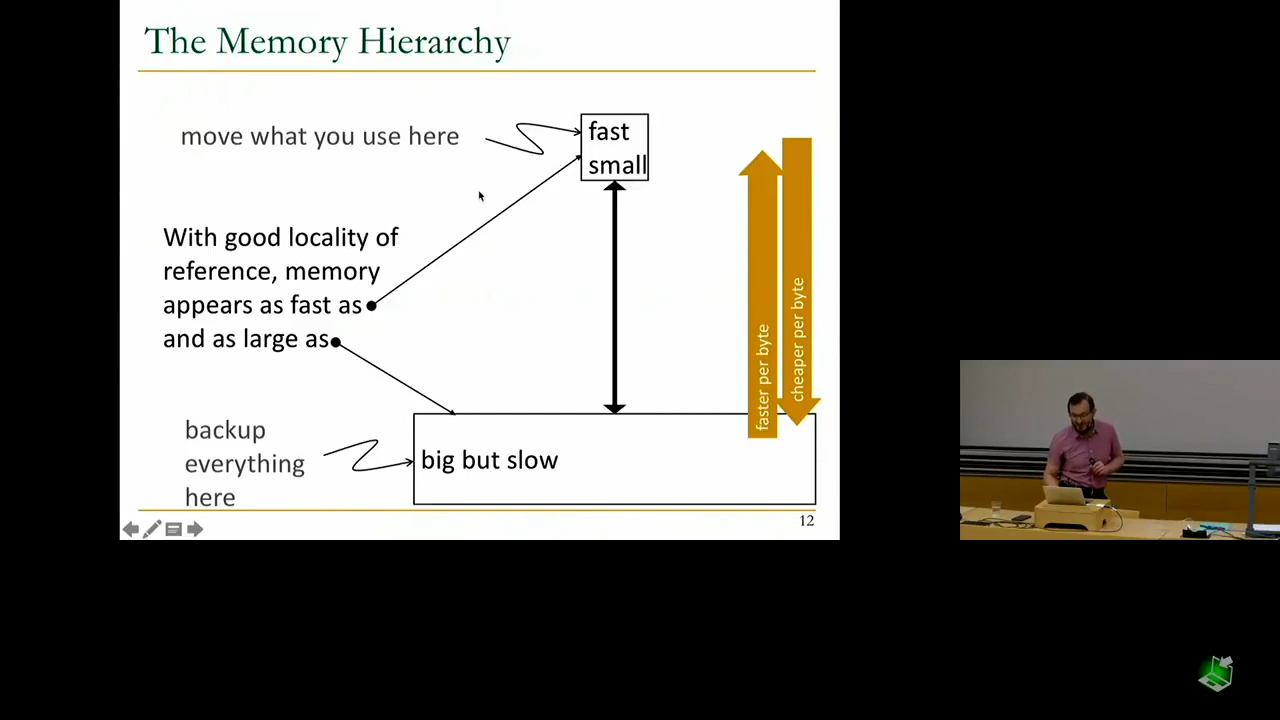 The Memory Hierarchy
move what you use here
fast
small
With good locality of
reference, memory
appears as fast as
and as large as
faster per byte
cheaper per byte
backup
everything
here
big but slow
12